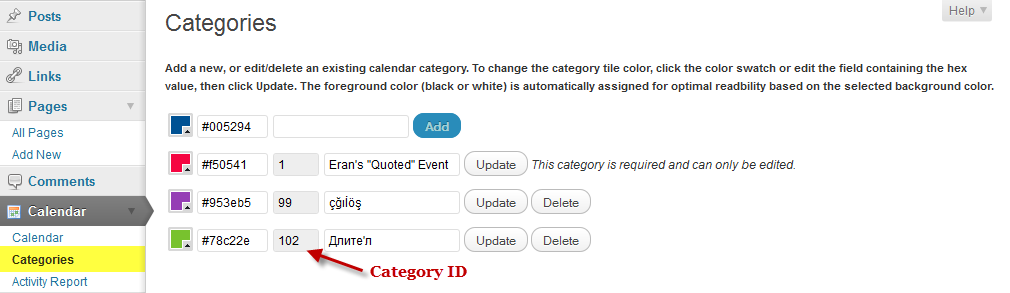 Posts
Media
Links
Pages
All Pages
Add New
Comments
Calendar
Calendar
Categories
Activity Report
Help
Categories
Add a new, or edit/delete an existing calendar category. To change the category tile color, click the color swatch or edit the field containing the hex
value, then click Update. The foreground color (black or white) is automatically assigned for optimal readbility based on the selected background color.
#005294 Add
#f50541 1 Eran's "Quoted" Event Update This category is required and can only be edited.
#953eb5 99 çğıİöş Update Delete
#78c22e 102 Длите'л Update Delete
Category ID